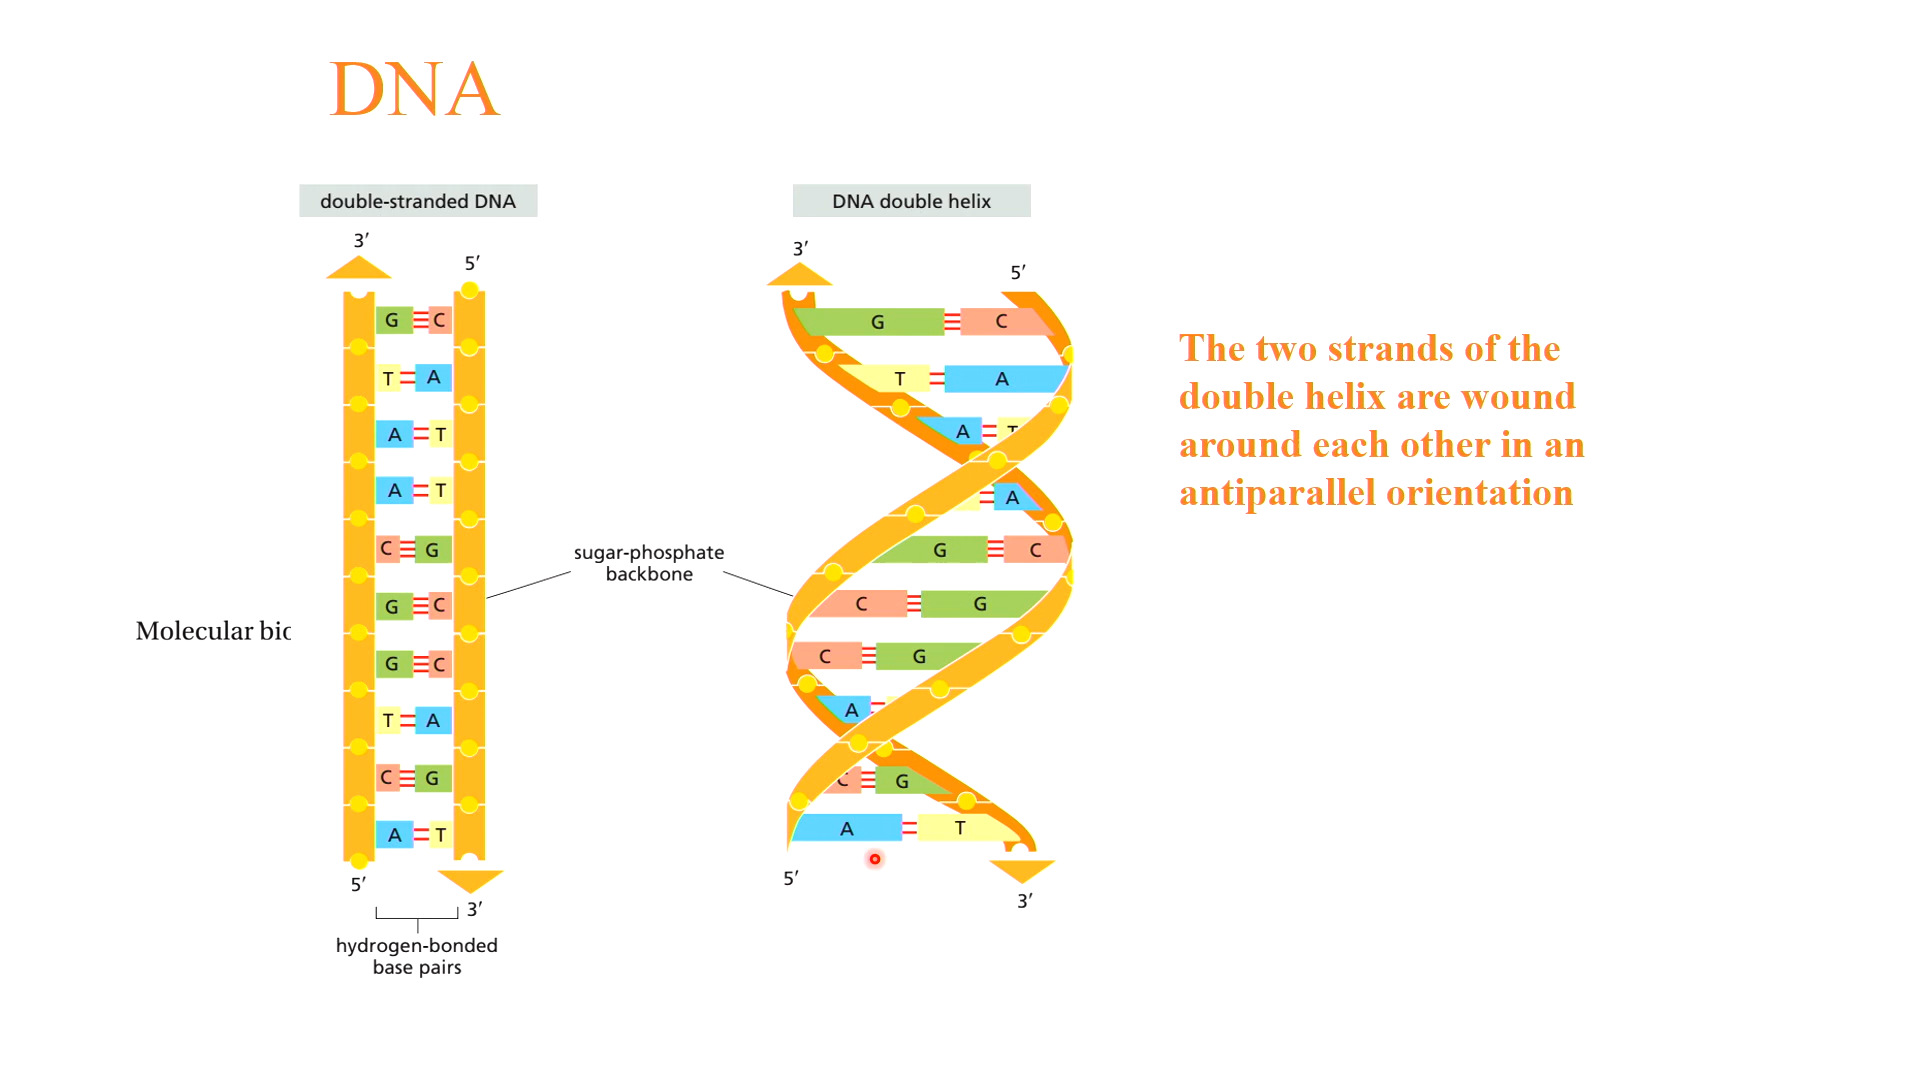 DNA
double-stranded DNA
3′
5′
G C
T A
A T
A T
C G
G C
G C
T A
C G
A T
5′
3′
hydrogen-bonded
base pairs
Molecular bio
sugar-phosphate
backbone
DNA double helix
3′
5′
G C
T A
A T
A
G C
C G
C G
A
C G
A T
5′
3′
The two strands of the
double helix are wound
around each other in an
antiparallel orientation